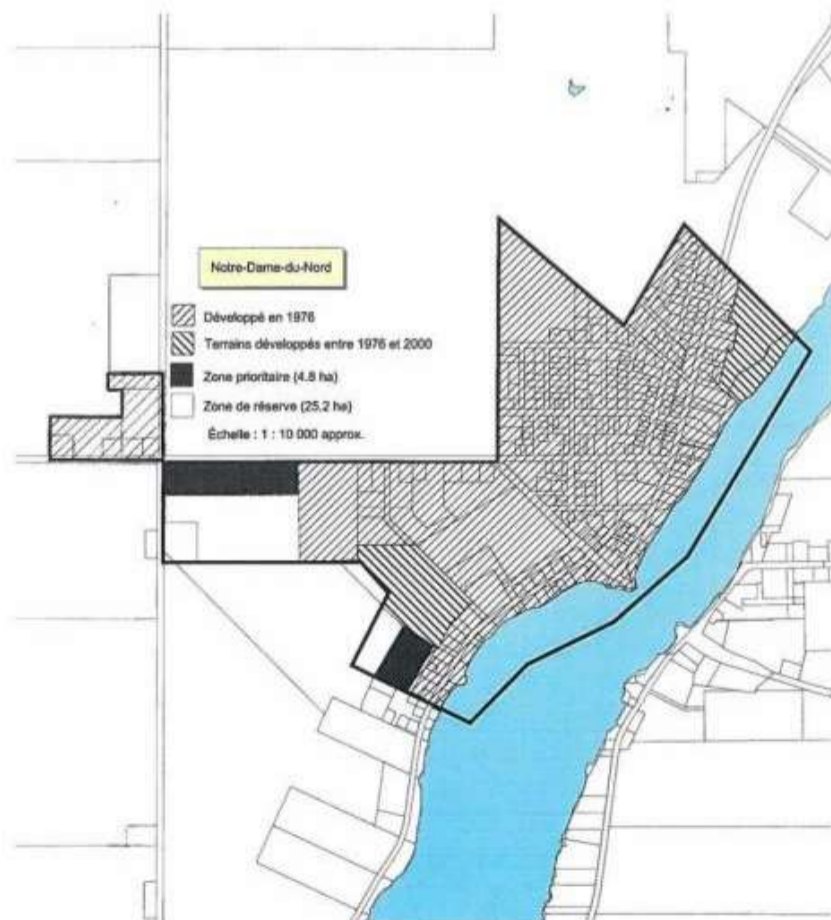 Notre-Dame-du-Nord
Développé en 1976
Terrains développés entre 1976 et 2000
Zone prioritaire (4.8 ha)
Zone de réserve (25,2 ha)
Échelle : 1 : 10 000 approx.